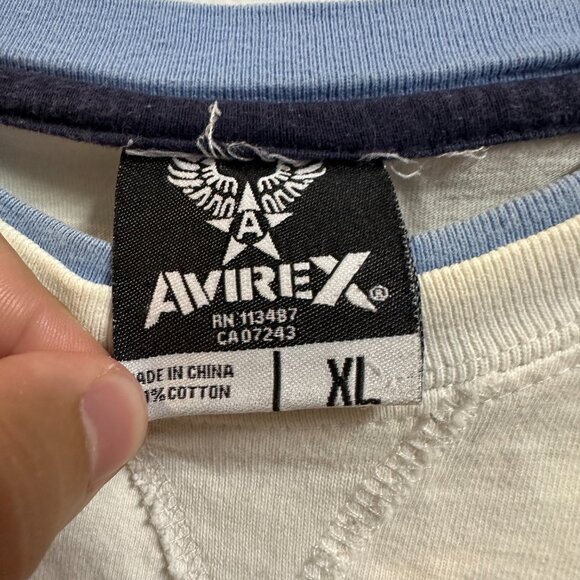 A
AVIREX®
RN 113487
CA 07243
ADE IN CHINA
1% COTTON
XL